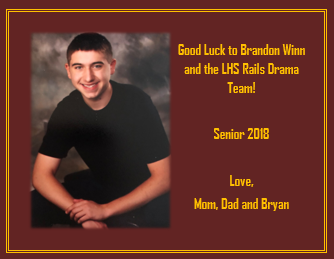 Good Luck to Brandon Winn
and the LHS Rails Drama
Team!
Senior 2018
Love,
Mom, Dad and Bryan